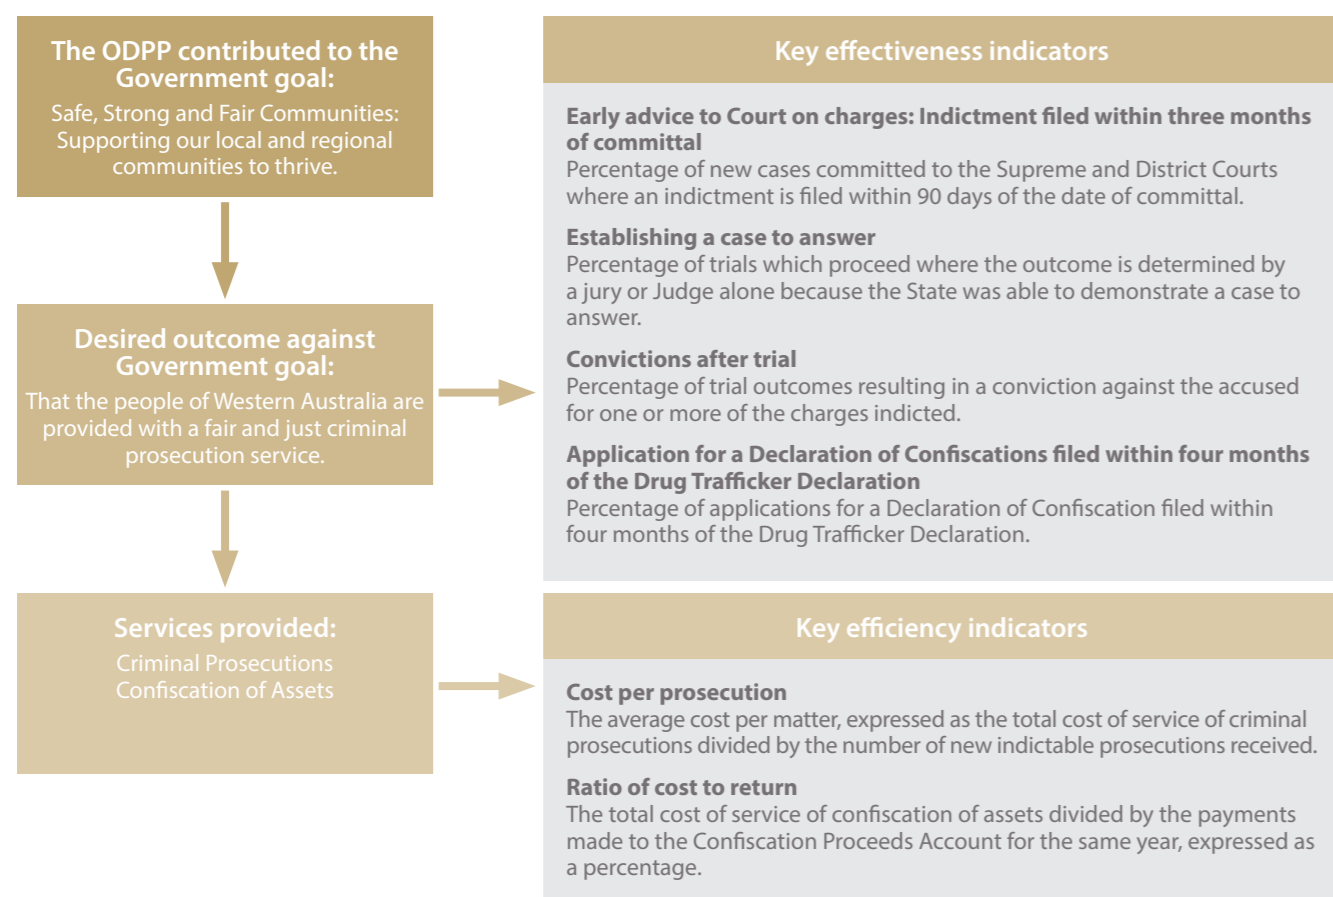 The ODPP contributed to the
Government goal:
Safe, Strong and Fair Communities:
Supporting our local and regional
communities to thrive.
Desired outcome against
Government goal:
That the people of Western Australia are
provided with a fair and just criminal
prosecution service.
Services provided:
Criminal Prosecutions
Confiscation of Assets
Key effectiveness indicators
Early advice to Court on charges: Indictment filed within three months
of committal
Percentage of new cases committed to the Supreme and District Courts
where an indictment is filed within 90 days of the date of committal.
Establishing a case to answer
Percentage of trials which proceed where the outcome is determined by
a jury or Judge alone because the State was able to demonstrate a case to
answer.
Convictions after trial
Percentage of trial outcomes resulting in a conviction against the accused
for one or more of the charges indicted.
Application for a Declaration of Confiscations filed within four months
of the Drug Trafficker Declaration
Percentage of applications for a Declaration of Confiscation filed within
four months of the Drug Trafficker Declaration.
Key efficiency indicators
Cost per prosecution
The average cost per matter, expressed as the total cost of service of criminal
prosecutions divided by the number of new indictable prosecutions received.
Ratio of cost to return
The total cost of service of confiscation of assets divided by the payments
made to the Confiscation Proceeds Account for the same year, expressed as
a percentage.